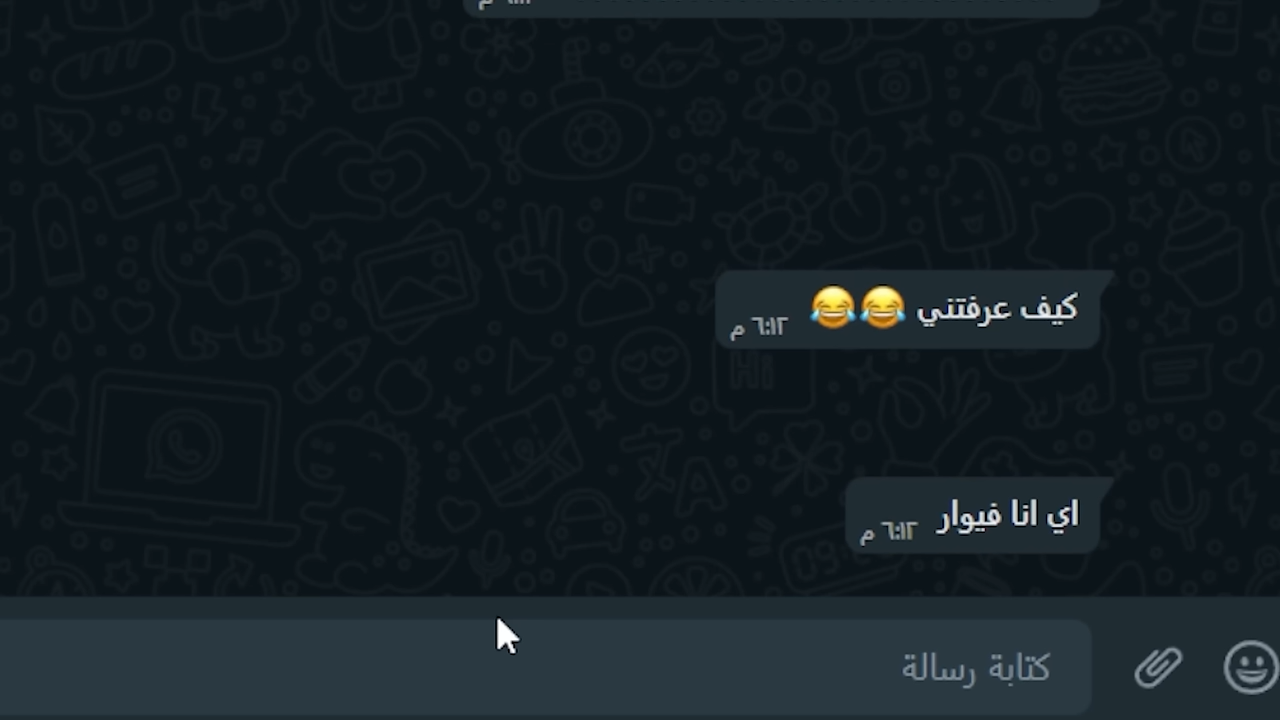 كيف عرفتني 😂😂 ٦:١٢ م
اي انا فيوار ٦:١٢ م
كتابة رسالة